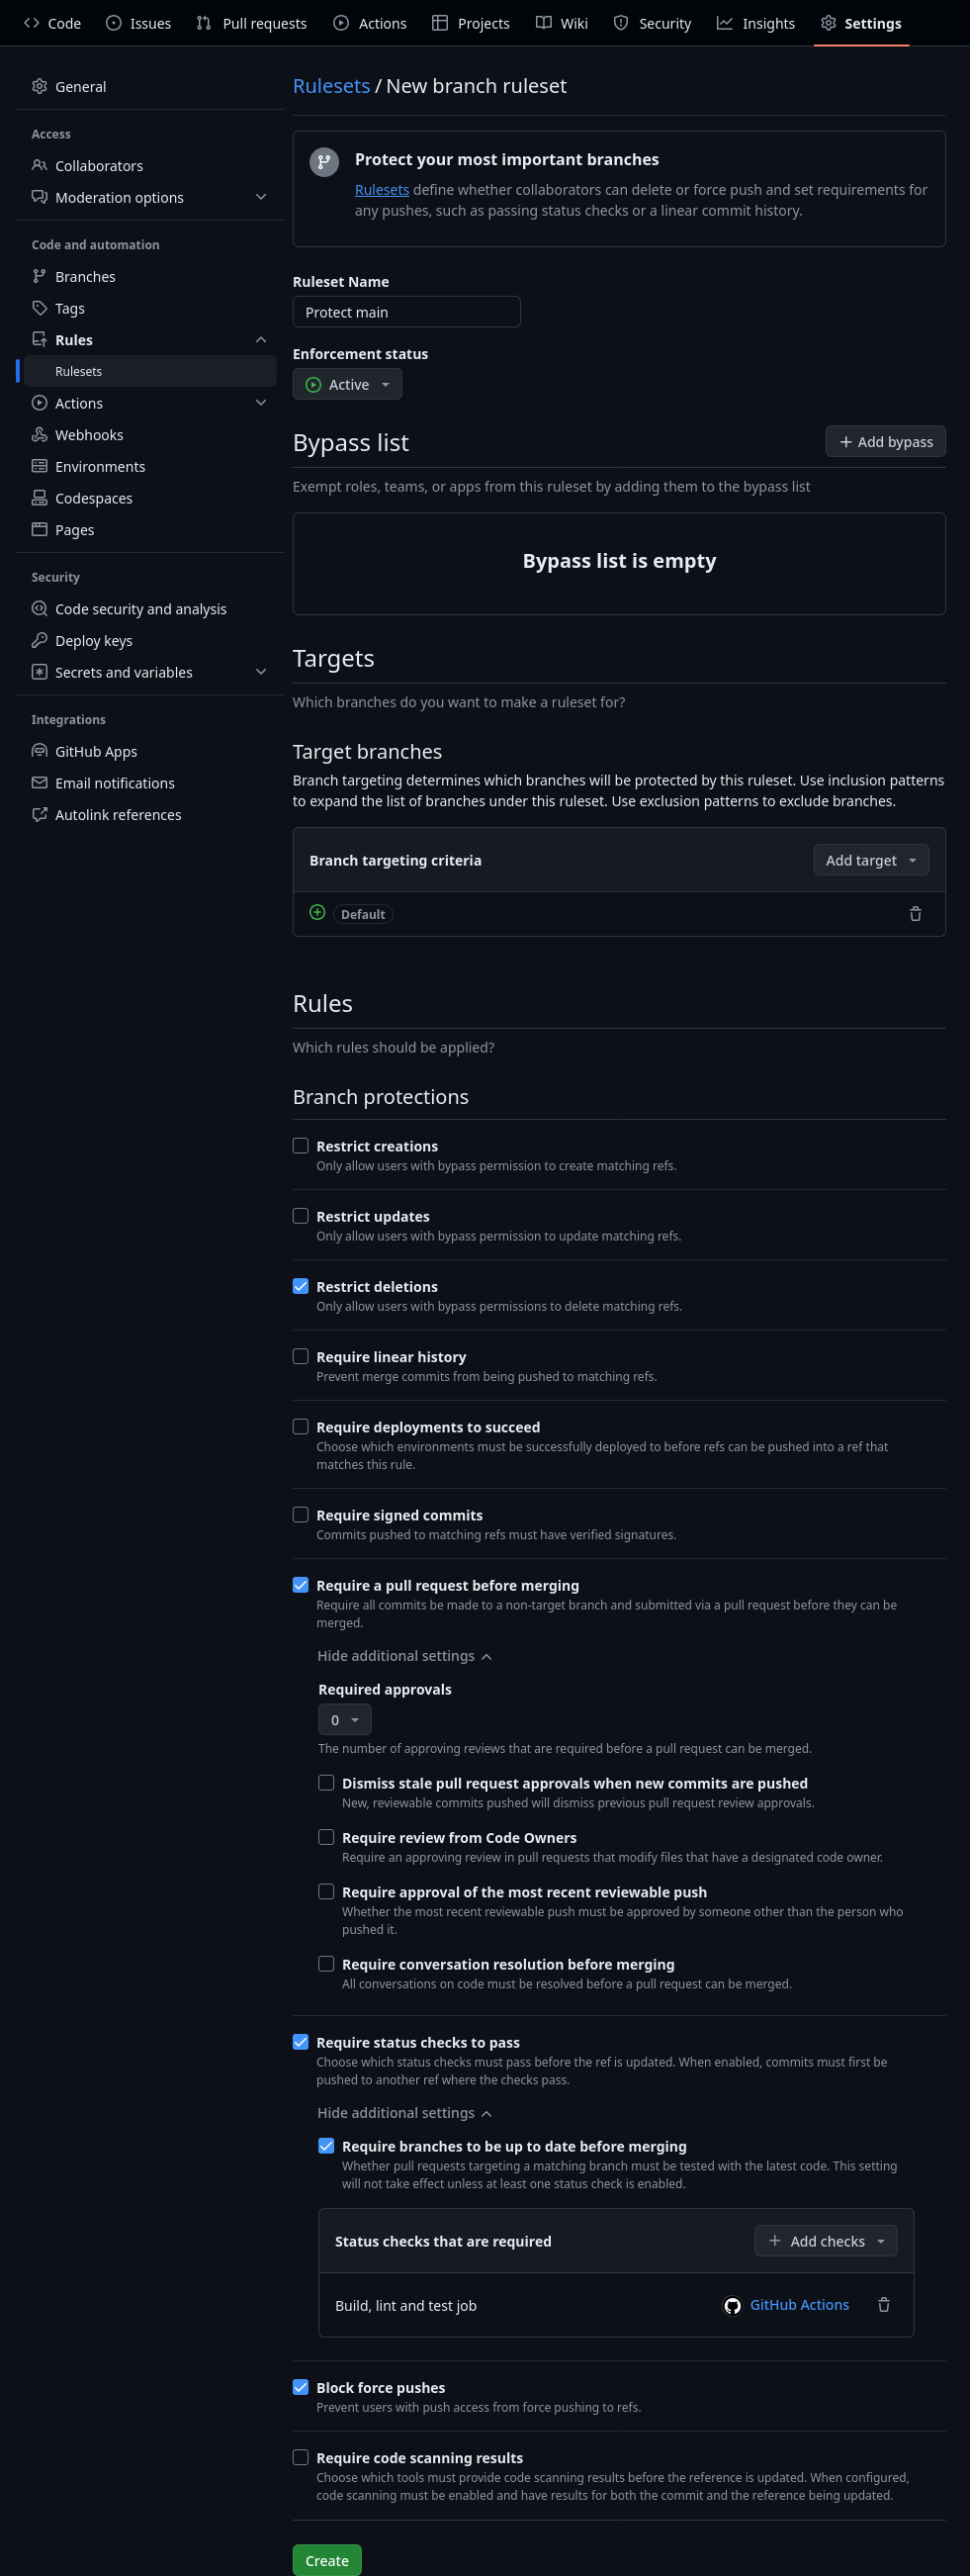 Code Issues Pull requests Actions Projects Wiki Security Insights Settings
General
Access
Collaborators
Moderation options
Code and automation
Branches
Tags
Rules
Rulesets
Actions
Webhooks
Environments
Codespaces
Pages
Security
Code security and analysis
Deploy keys
Secrets and variables
Integrations
GitHub Apps
Email notifications
Autolink references
Rulesets / New branch ruleset
Protect your most important branches
Rulesets define whether collaborators can delete or force push and set requirements for
any pushes, such as passing status checks or a linear commit history.
Ruleset Name
Protect main
Enforcement status
Active
Bypass list
Add bypass
Exempt roles, teams, or apps from this ruleset by adding them to the bypass list
Bypass list is empty
Targets
Which branches do you want to make a ruleset for?
Target branches
Branch targeting determines which branches will be protected by this ruleset. Use inclusion patterns
to expand the list of branches under this ruleset. Use exclusion patterns to exclude branches.
Branch targeting criteria
Add target
Default
Rules
Which rules should be applied?
Branch protections
Restrict creations
Only allow users with bypass permission to create matching refs.
Restrict updates
Only allow users with bypass permission to update matching refs.
Restrict deletions
Only allow users with bypass permissions to delete matching refs.
Require linear history
Prevent merge commits from being pushed to matching refs.
Require deployments to succeed
Choose which environments must be successfully deployed to before refs can be pushed into a ref that
matches this rule.
Require signed commits
Commits pushed to matching refs must have verified signatures.
Require a pull request before merging
Require all commits be made to a non-target branch and submitted via a pull request before they can be
merged.
Hide additional settings
Required approvals
0
The number of approving reviews that are required before a pull request can be merged.
Dismiss stale pull request approvals when new commits are pushed
New, reviewable commits pushed will dismiss previous pull request review approvals.
Require review from Code Owners
Require an approving review in pull requests that modify files that have a designated code owner.
Require approval of the most recent reviewable push
Whether the most recent reviewable push must be approved by someone other than the person who
pushed it.
Require conversation resolution before merging
All conversations on code must be resolved before a pull request can be merged.
Require status checks to pass
Choose which status checks must pass before the ref is updated. When enabled, commits must first be
pushed to another ref where the checks pass.
Hide additional settings
Require branches to be up to date before merging
Whether pull requests targeting a matching branch must be tested with the latest code. This setting
will not take effect unless at least one status check is enabled.
Status checks that are required
Add checks
Build, lint and test job
GitHub Actions
Block force pushes
Prevent users with push access from force pushing to refs.
Require code scanning results
Choose which tools must provide code scanning results before the reference is updated. When configured,
code scanning must be enabled and have results for both the commit and the reference being updated.
Create